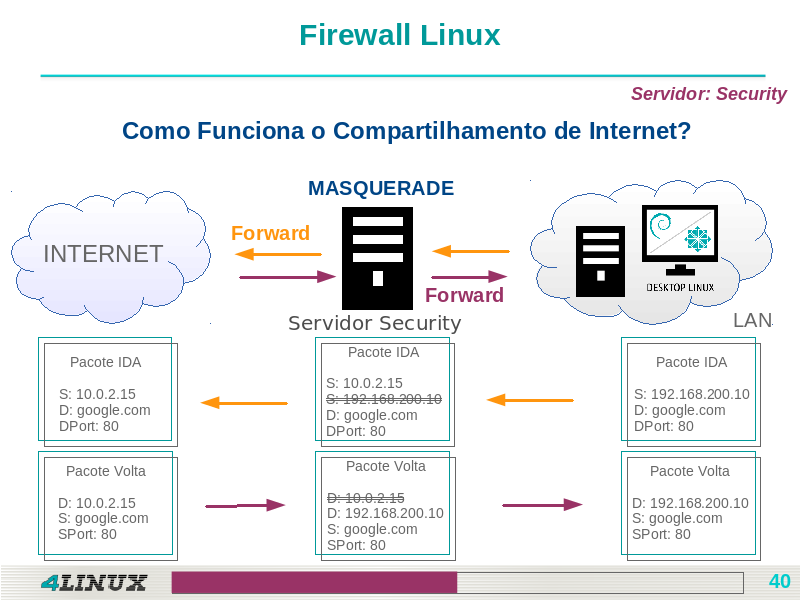 Firewall Linux
Servidor: Security
Como Funciona o Compartilhamento de Internet?
MASQUERADE
Forward
INTERNET
Forward
DESKTOP LINUX
Servidor Security
LAN
Pacote IDA
S: 10.0.2.15
D: google.com
DPort: 80
Pacote IDA
S: 10.0.2.15
S: 192.168.200.10
D: google.com
DPort: 80
Pacote IDA
S: 192.168.200.10
D: google.com
DPort: 80
Pacote Volta
D: 10.0.2.15
S: google.com
SPort: 80
Pacote Volta
D: 10.0.2.15
D: 192.168.200.10
S: google.com
SPort: 80
Pacote Volta
D: 192.168.200.10
S: google.com
SPort: 80
4LINUX
40